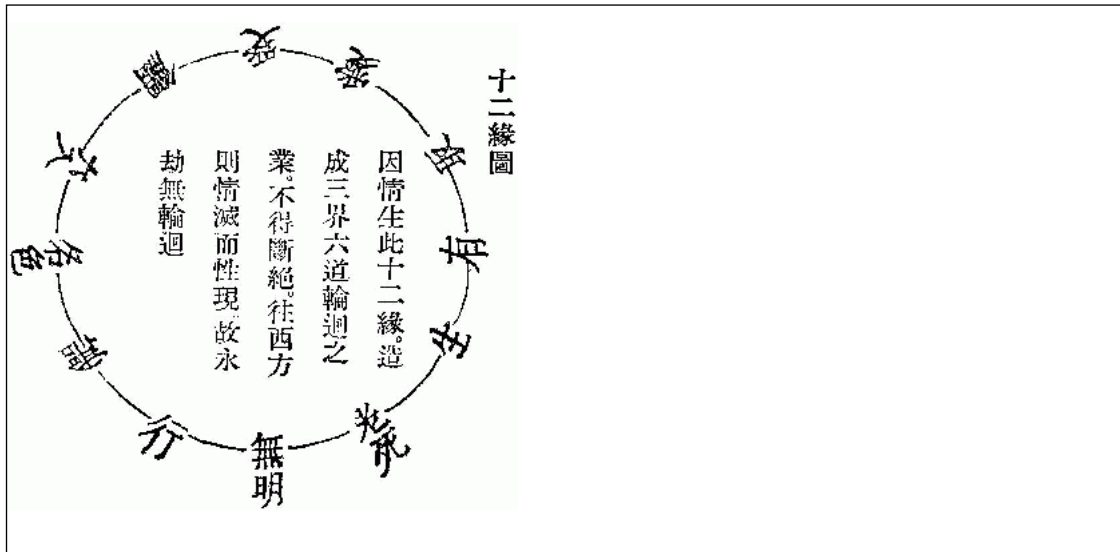 十二緣圖
因情生此十二緣。造
成三界六道輪迴之
業。不得斷絕。往西方
則情滅而性現。故永
劫無輪迴
無明
行
識
名色
六入
觸
受
愛
取
有
生
老死